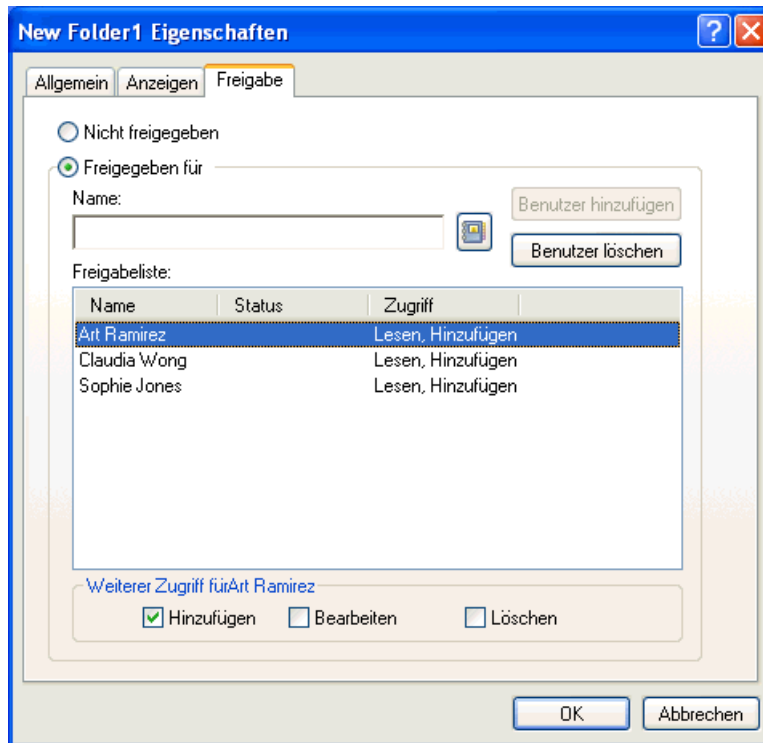 New Folder1 Eigenschaften
Allgemein Anzeigen Freigabe
Nicht freigegeben
Freigegeben für
Name:
Benutzer hinzufügen
Benutzer löschen
Freigabeliste:
Name Status Zugriff
Art Ramirez Lesen, Hinzufügen
Claudia Wong Lesen, Hinzufügen
Sophie Jones Lesen, Hinzufügen
Weiterer Zugriff fürArt Ramirez
Hinzufügen Bearbeiten Löschen
OK Abbrechen